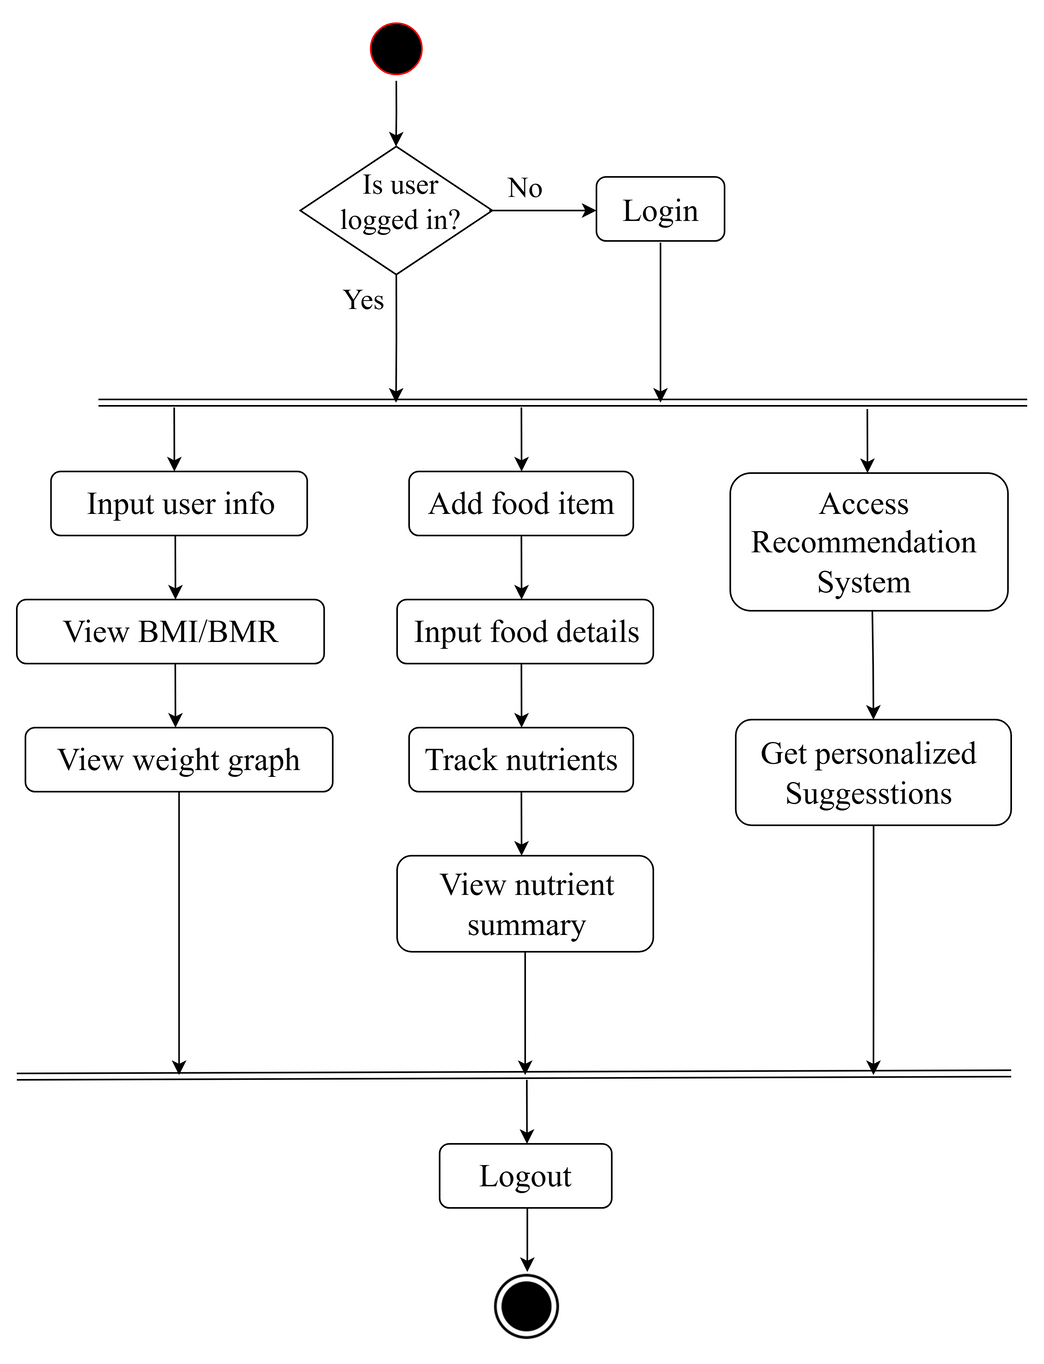 Is user
logged in?
No
Login
Yes
Input user info
Add food item
Access
Recommendation
System
View BMI/BMR
Input food details
View weight graph
Track nutrients
Get personalized
Suggesstions
View nutrient
summary
Logout